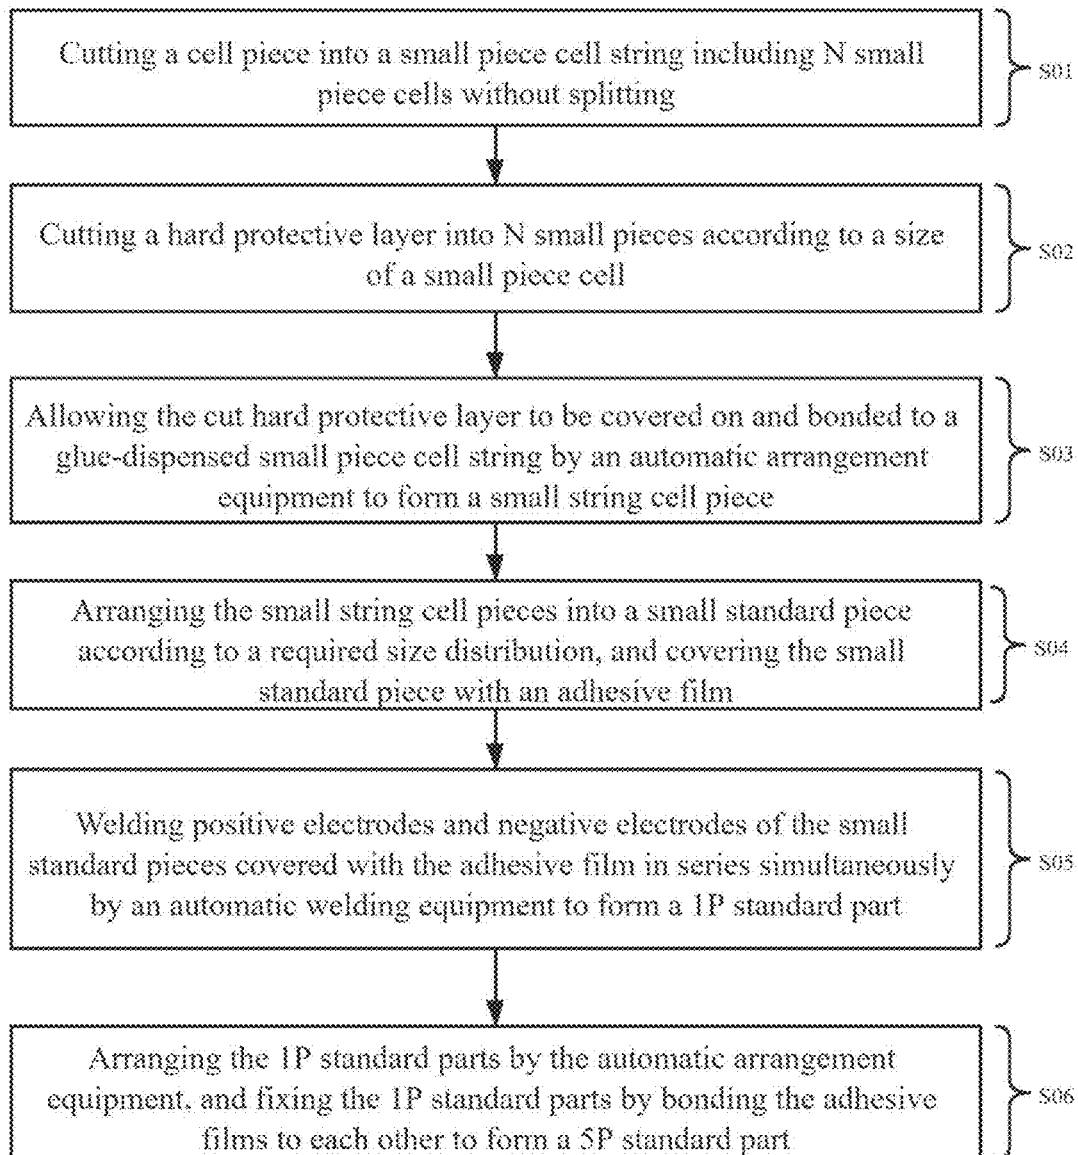 Cutting a cell piece into a small piece cell string including N small
piece cells without splitting
S01
Cutting a hard protective layer into N small pieces according to a size
of a small piece cell
S02
Allowing the cut hard protective layer to be covered on and bonded to a
glue-dispensed small piece cell string by an automatic arrangement
equipment to form a small string cell piece
S03
Arranging the small string cell pieces into a small standard piece
according to a required size distribution, and covering the small
standard piece with an adhesive film
S04
Welding positive electrodes and negative electrodes of the small
standard pieces covered with the adhesive film in series simultaneously
by an automatic welding equipment to form a 1P standard part
S05
Arranging the 1P standard parts by the automatic arrangement
equipment, and fixing the 1P standard parts by bonding the adhesive
films to each other to form a 5P standard part
S06